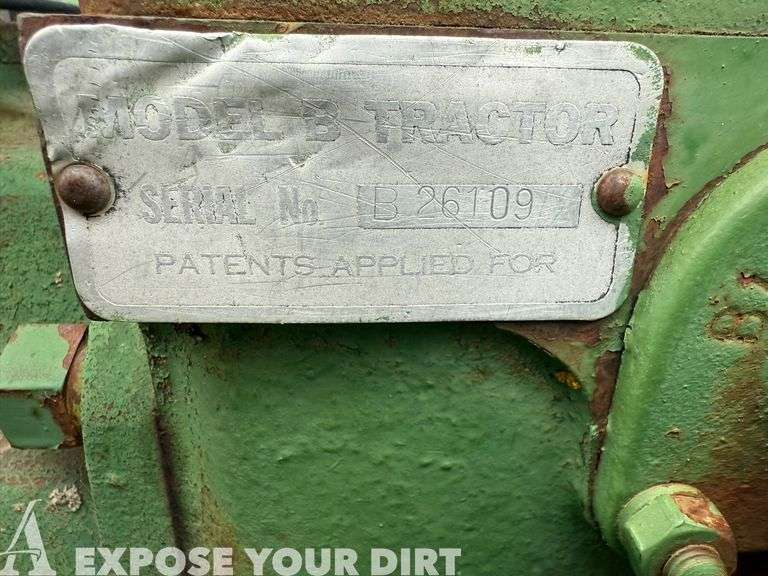 MODEL B TRACTOR
SERIAL No. B 26109
PATENTS APPLIED FOR
A EXPOSE YOUR DIRT